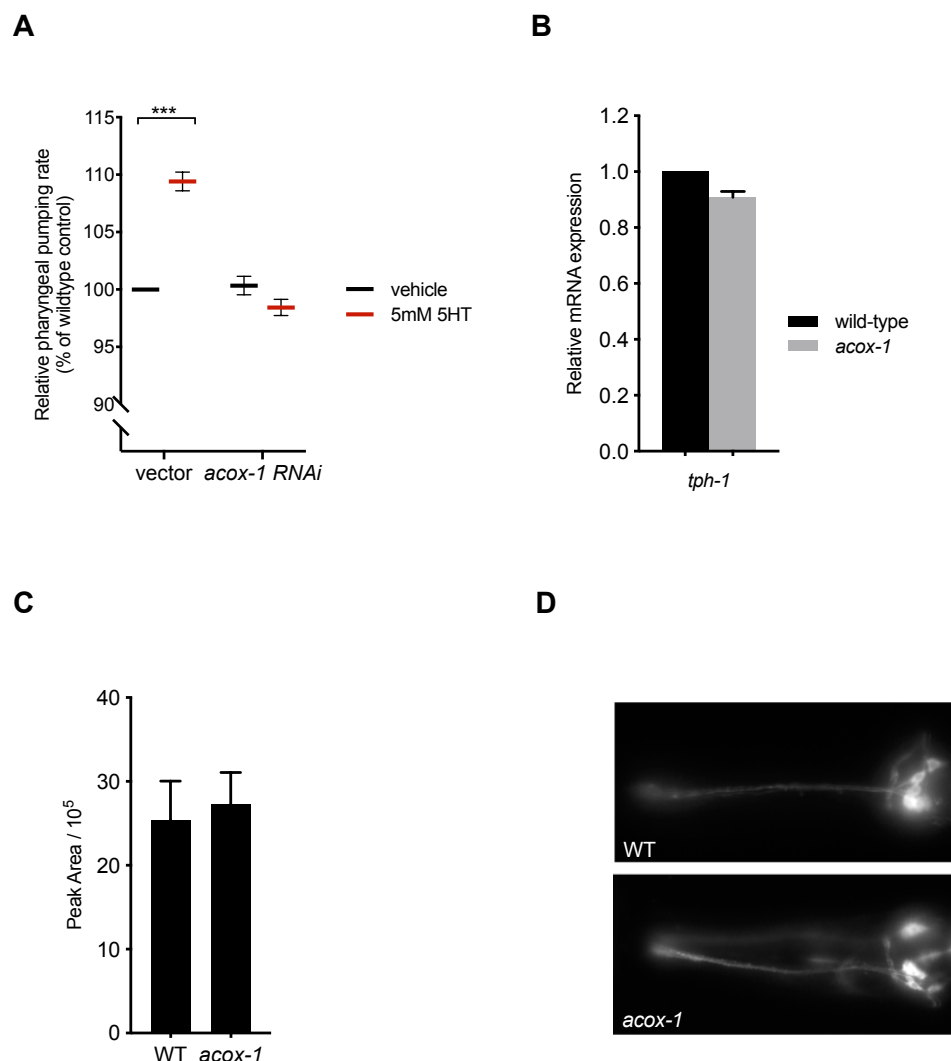 A
Relative pharyngeal pumping rate
(% of wildtype control)
115
110
105
100
95
90
***
vector acox-1 RNAi
vehicle
5mM 5HT
B
Relative mRNA expression
1.2
1.0
0.8
0.6
0.4
0.2
0.0
tph-1
wild-type
acox-1
C
Peak Area / 10⁵
40
30
20
10
0
WT acox-1
D
WT
acox-1